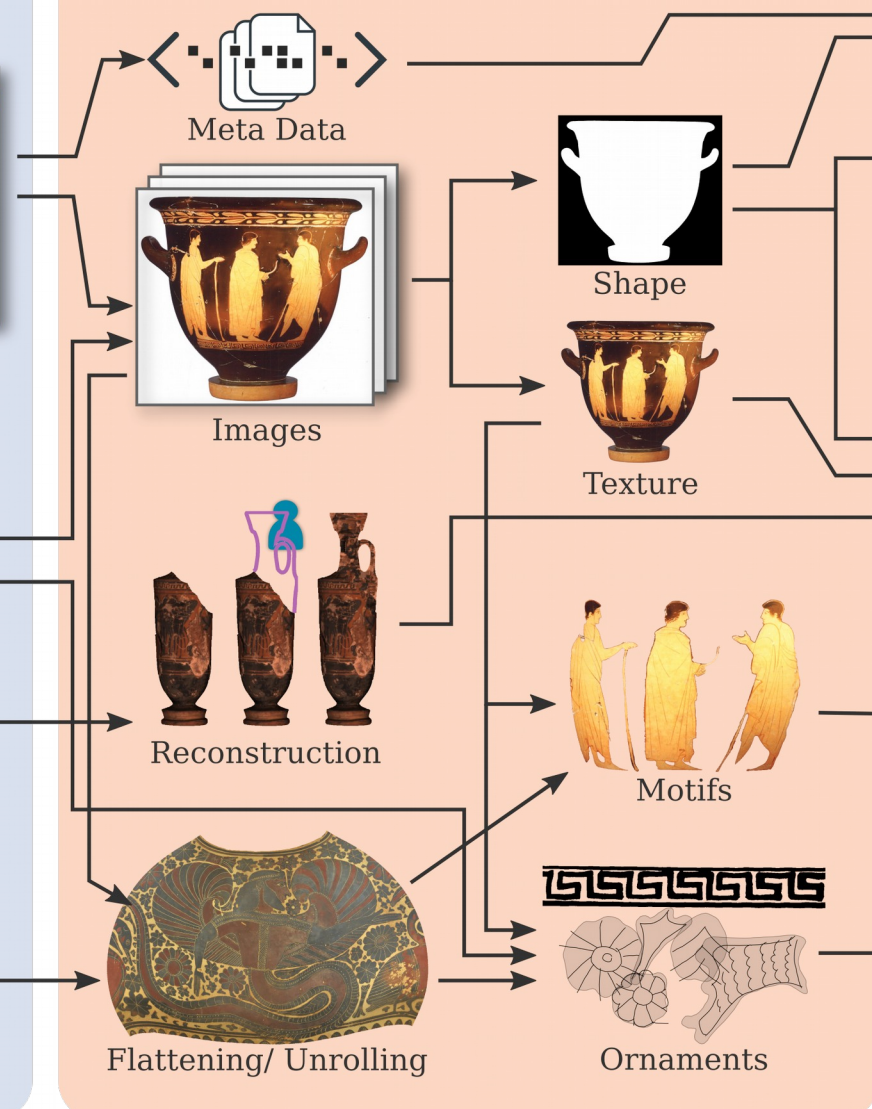 Meta Data
Shape
Images
Texture
Reconstruction
Motifs
Flattening/ Unrolling
Ornaments